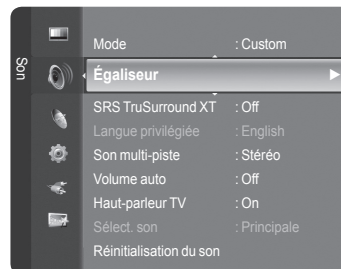 Son
Mode : Custom
Égaliseur
SRS TruSurround XT : Off
Langue privilégiée : English
Son multi-piste : Stéréo
Volume auto : Off
Haut-parleur TV : On
Sélect. son : Principale
Réinitialisation du son